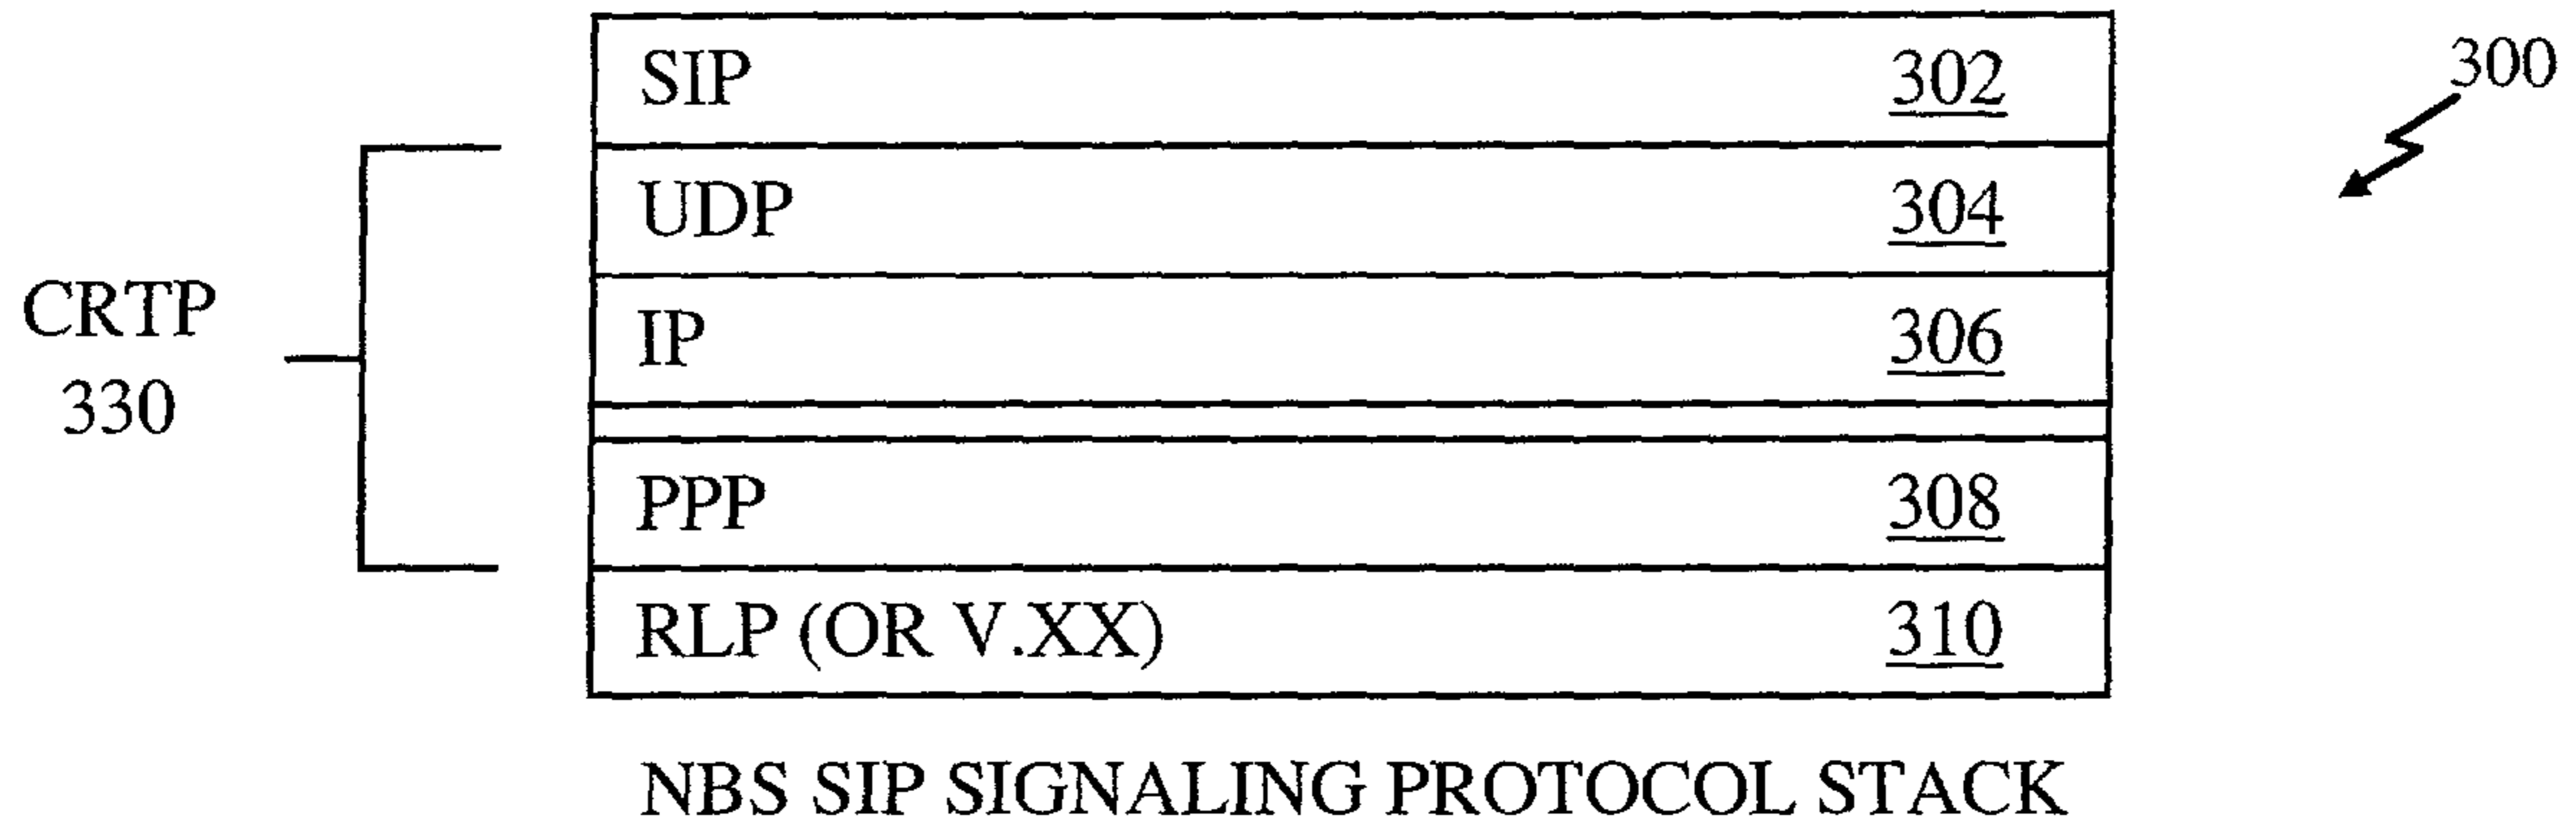 SIP 302
300
UDP 304
CRTP
330
IP 306
PPP 308
RLP (OR V.XX) 310
NBS SIP SIGNALING PROTOCOL STACK